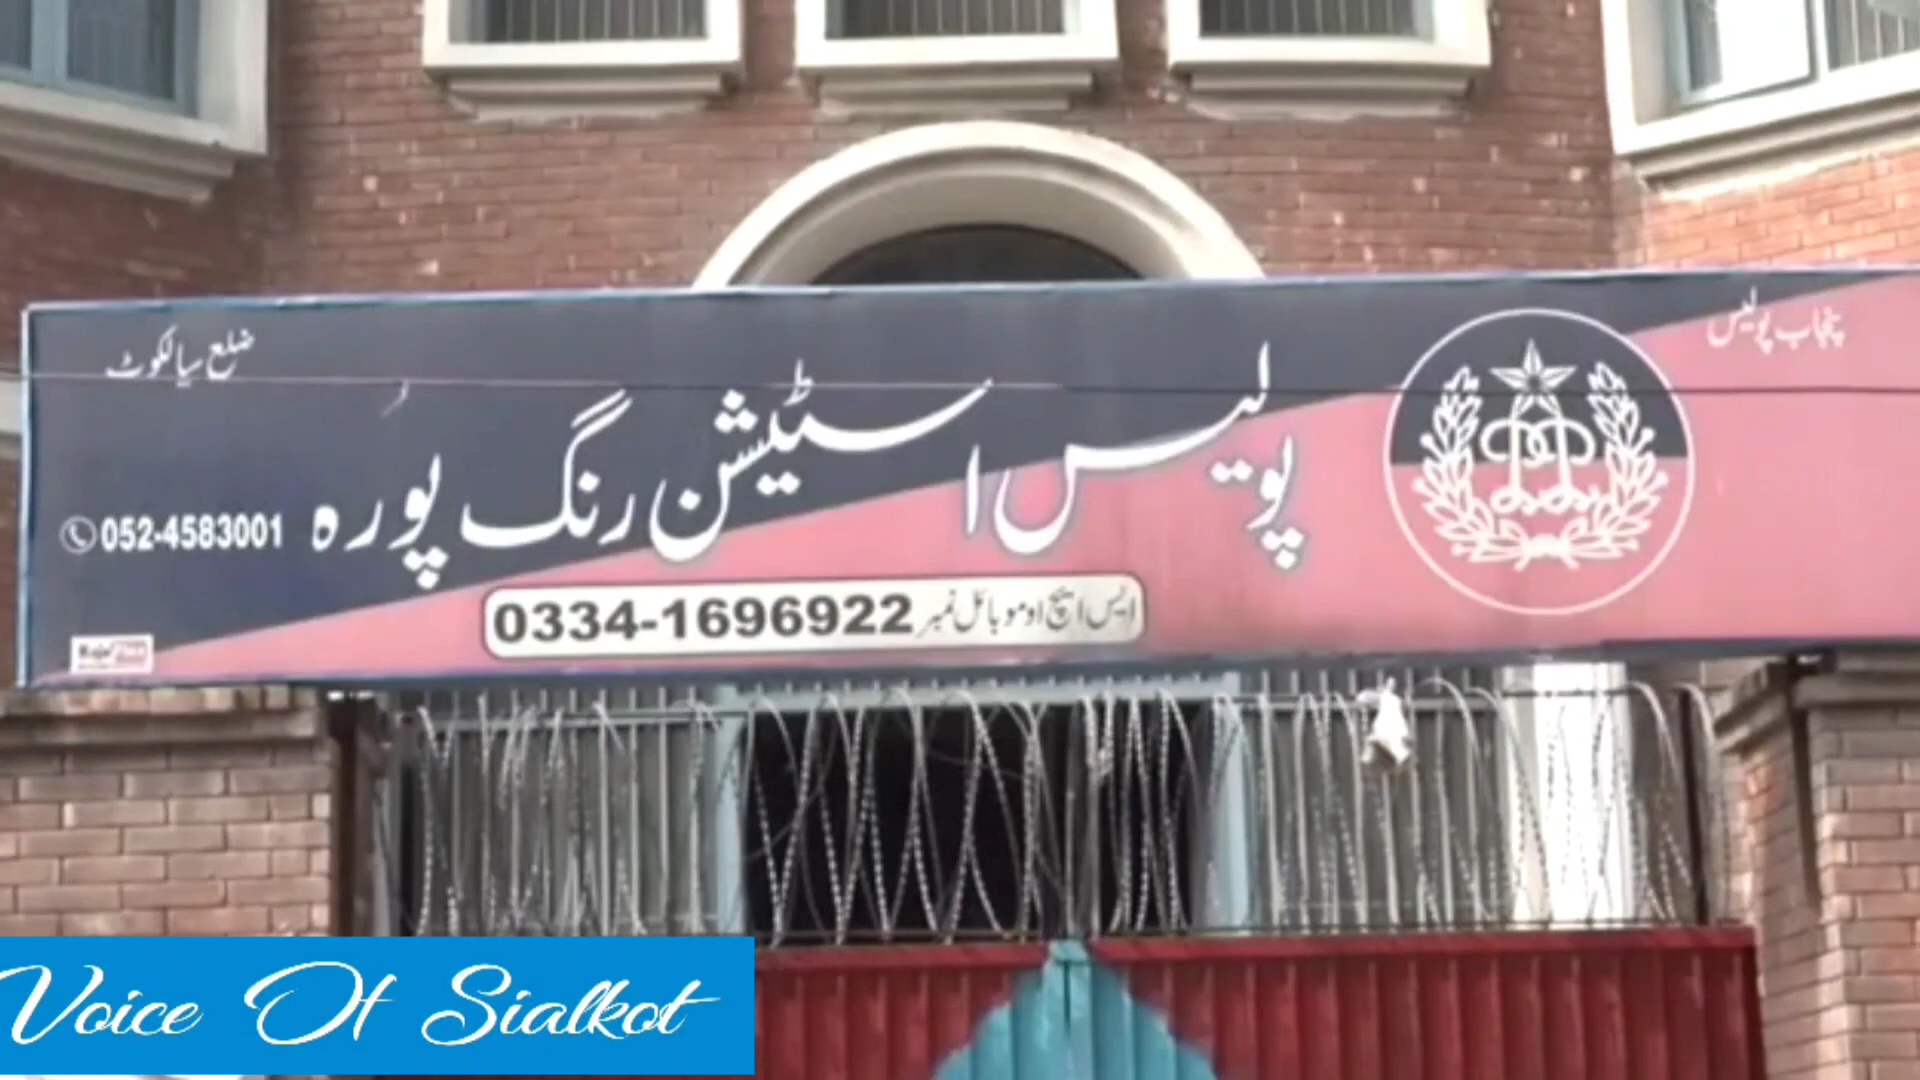 پنجاب پولیس
ضلع سیالکوٹ
پولیس اسٹیشن رنگ پُورہ
052-4583001
ایس ایچ او موبائل نمبر 0334-1696922
Voice Of Sialkot